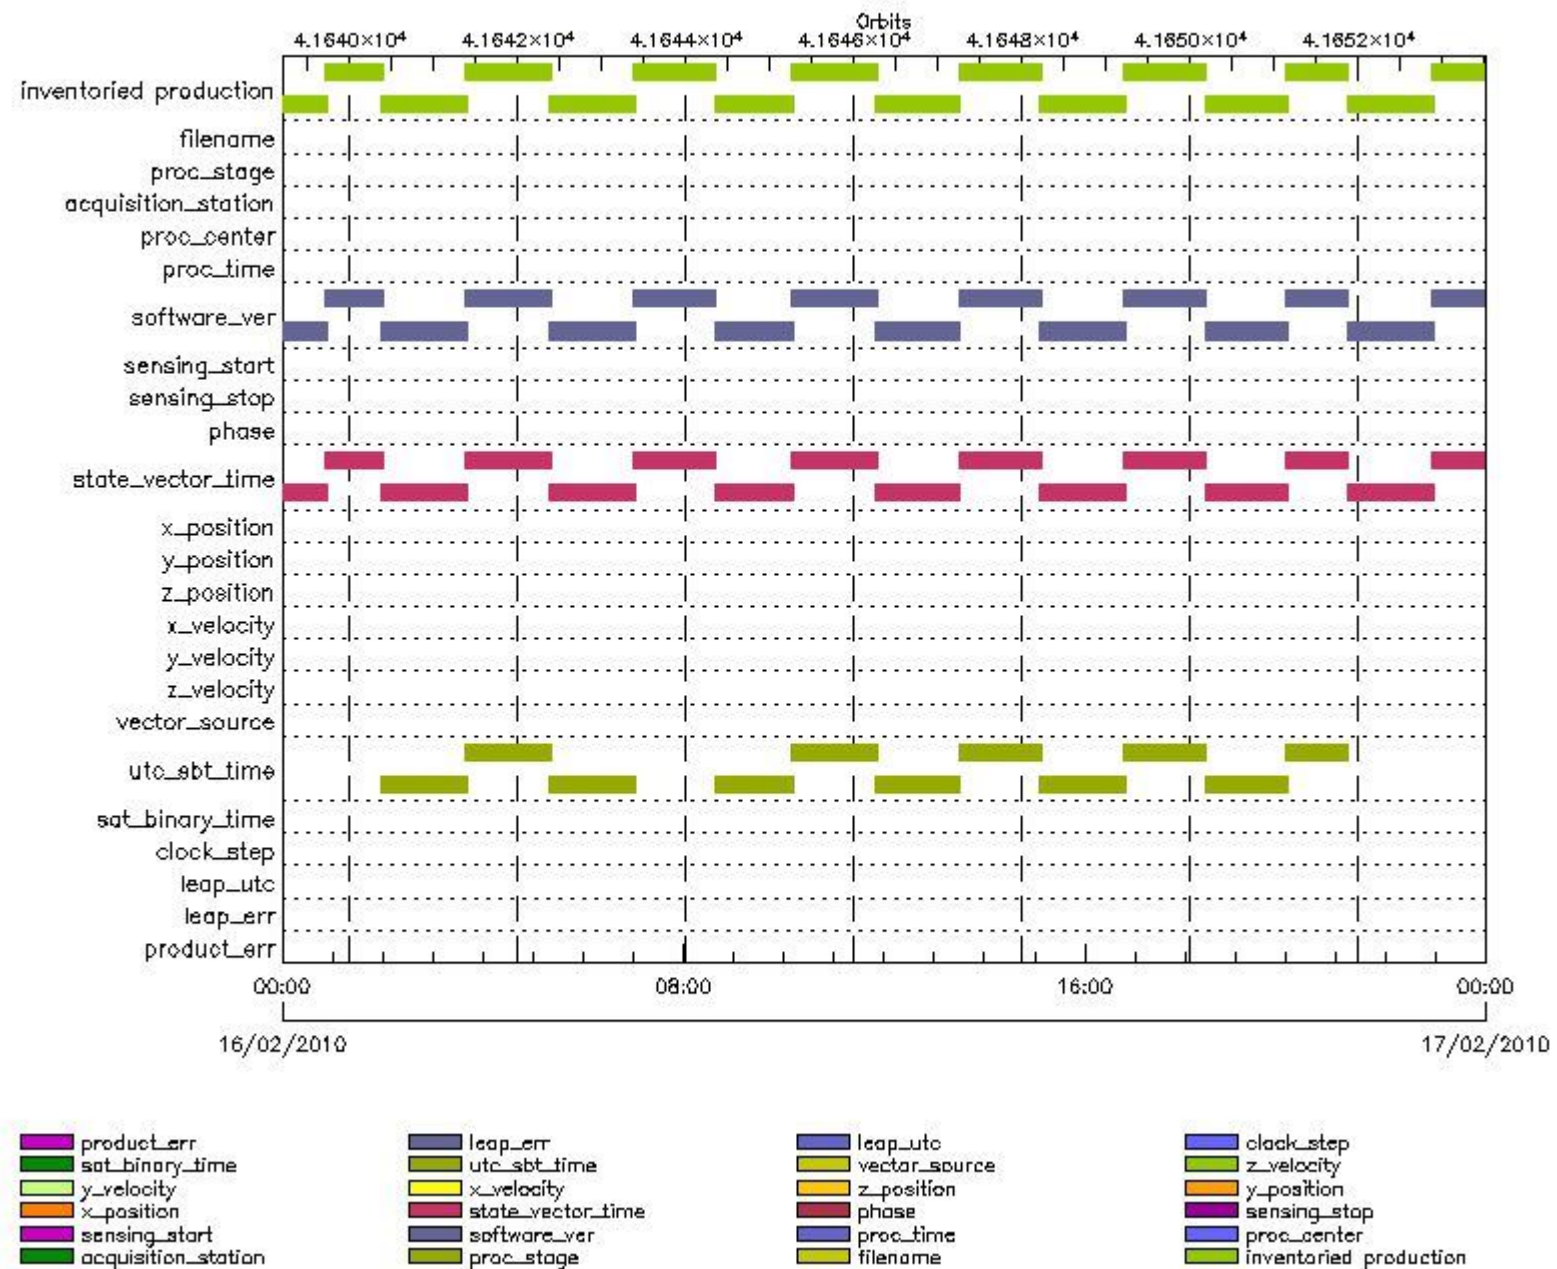 Orbits
4.1640×10⁴ 4.1642×10⁴ 4.1644×10⁴ 4.1646×10⁴ 4.1648×10⁴ 4.1650×10⁴ 4.1652×10⁴
inventoried production
filename
proc_stage
acquisition_station
proc_center
proc_time
software_ver
sensing_start
sensing_stop
phase
state_vector_time
x_position
y_position
z_position
x_velocity
y_velocity
z_velocity
vector_source
utc_sbt_time
sat_binary_time
clock_step
leap_utc
leap_err
product_err
00:00 08:00 16:00 00:00
16/02/2010 17/02/2010
product_err leap_err leap_utc clock_step
sat_binary_time utc_sbt_time vector_source z_velocity
y_velocity x_velocity z_position y_position
x_position state_vector_time phase sensing_stop
sensing_start software_ver proc_time proc_center
acquisition_station proc_stage filename inventoried production